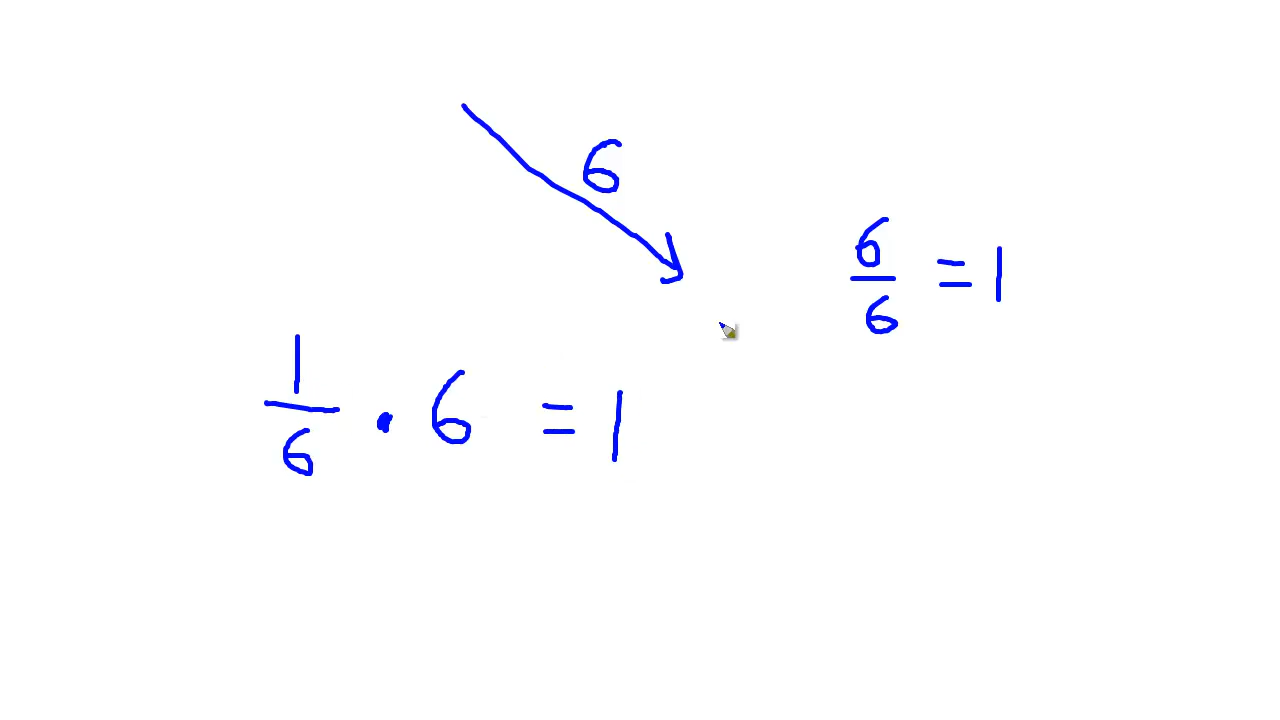 6
6/6 = 1
1/6 · 6 = 1